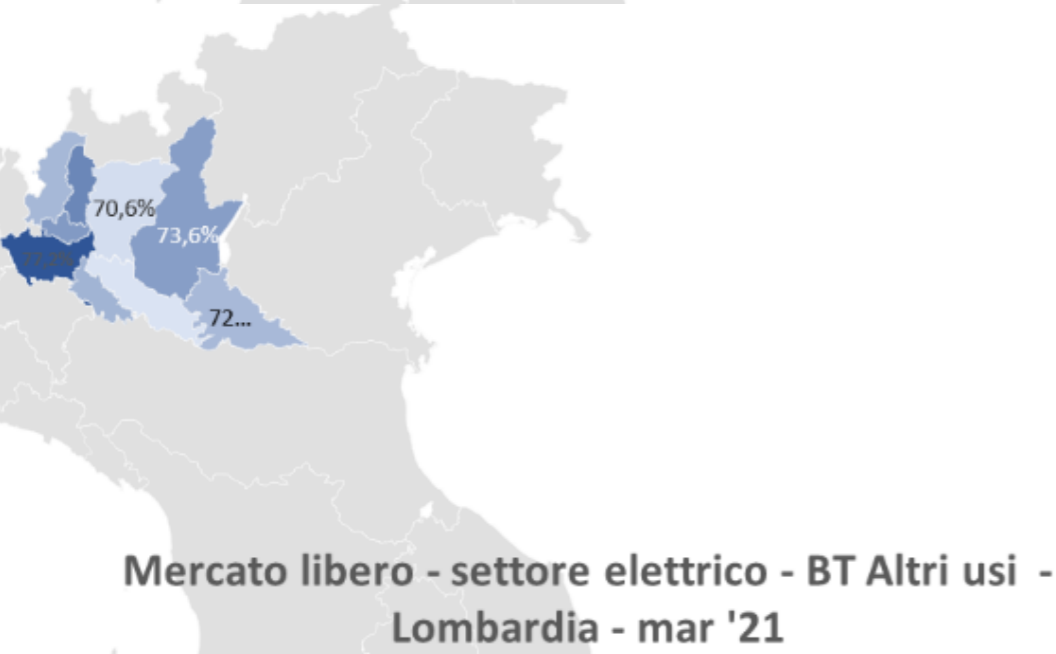 70,6%
73,6%
72...
Mercato libero - settore elettrico - BT Altri usi -
Lombardia - mar '21